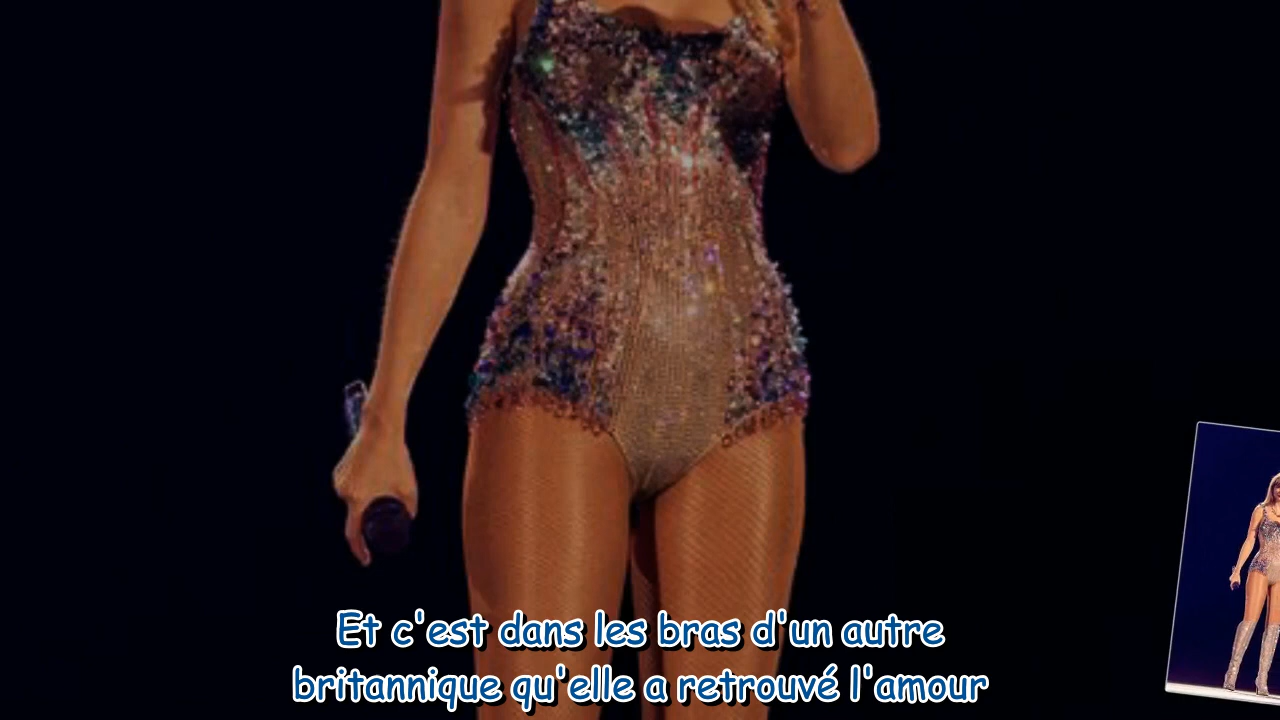 Et c'est dans les bras d'un autre
britannique qu'elle a retrouvé l'amour